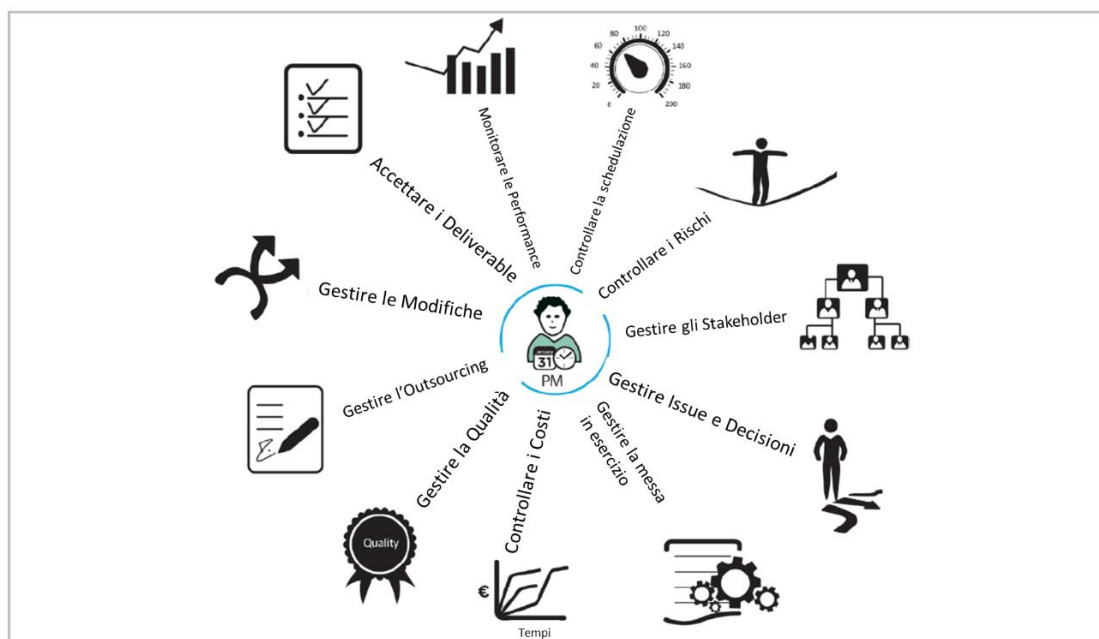 Monitorare le Performance
0
20
40
60
80
100
120
140
160
180
200
Controllare la schedulazione
Controllare i Rischi
Gestire gli Stakeholder
Gestire Issue e Decisioni
Gestire la messa
in esercizio
Controllare i Costi
€
Tempi
Gestire la Qualità
Quality
Gestire l’Outsourcing
Gestire le Modifiche
Accettare i Deliverable
January
31
PM